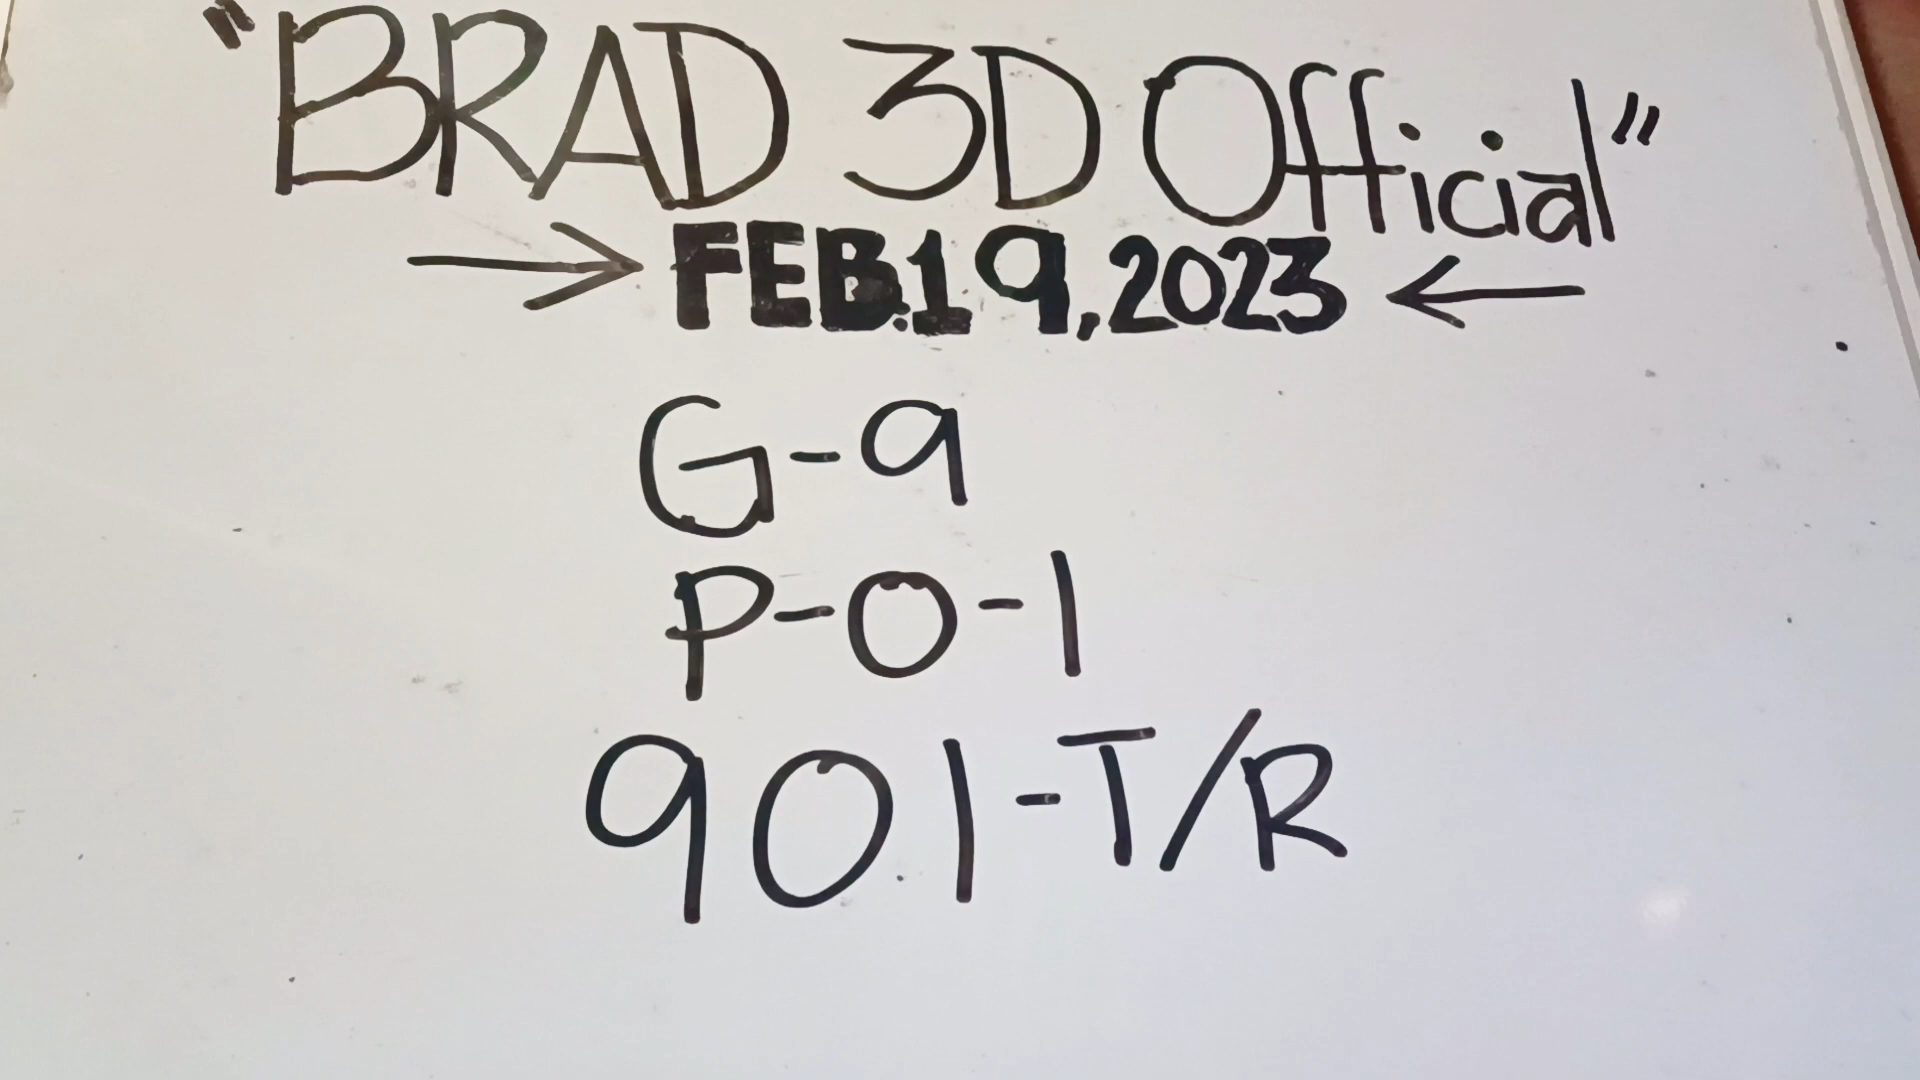 "BRAD 3D Official"
→ FEB.19,2023 ←
G-9
P-0-1
901-T/R